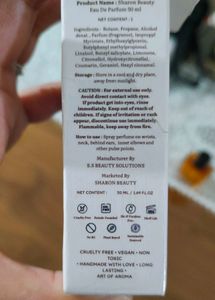 Product Name : Sharon Beauty
Eau De Parfum 50 ml
NET CONTENT : 1
Ingredients : Butain, Propane, Alcohol
denat., Parfum (Fragrance), Isopropyl
Myristate, Ethylhexylglycerin,
Butylphenyl methylpropional,
Linalool, Benzyl salicylate, Limonene,
Citronellol, Hydroxycitronellal,
Coumarin, Geraniol, Hexyl cinnamal
Storage : Store in a cool and dry place,
away from sunlight.
CAUTION : For external use only.
Avoid direct contact with eyes.
If product get into eyes, rinse
immediately. Keep out of reach of
children. If signs of irritation or rash
appear, discontinue use immediately.
Flammable, keep away from fire.
How to Use : Spray perfume on wrists,
neck, behind ears, inner elbows and
other pulse points.
Manufacturer By
S.S BEAUTY SOLUTIONS
Marketed By
SHARON BEAUTY
50 ML. / 1.69 FL.OZ
Cruelty Free
CRUELTY FREE • VEGAN • NON
TOXIC
• HANDMADE WITH LOVE • LONG
LASTING •
ART OF AROMA